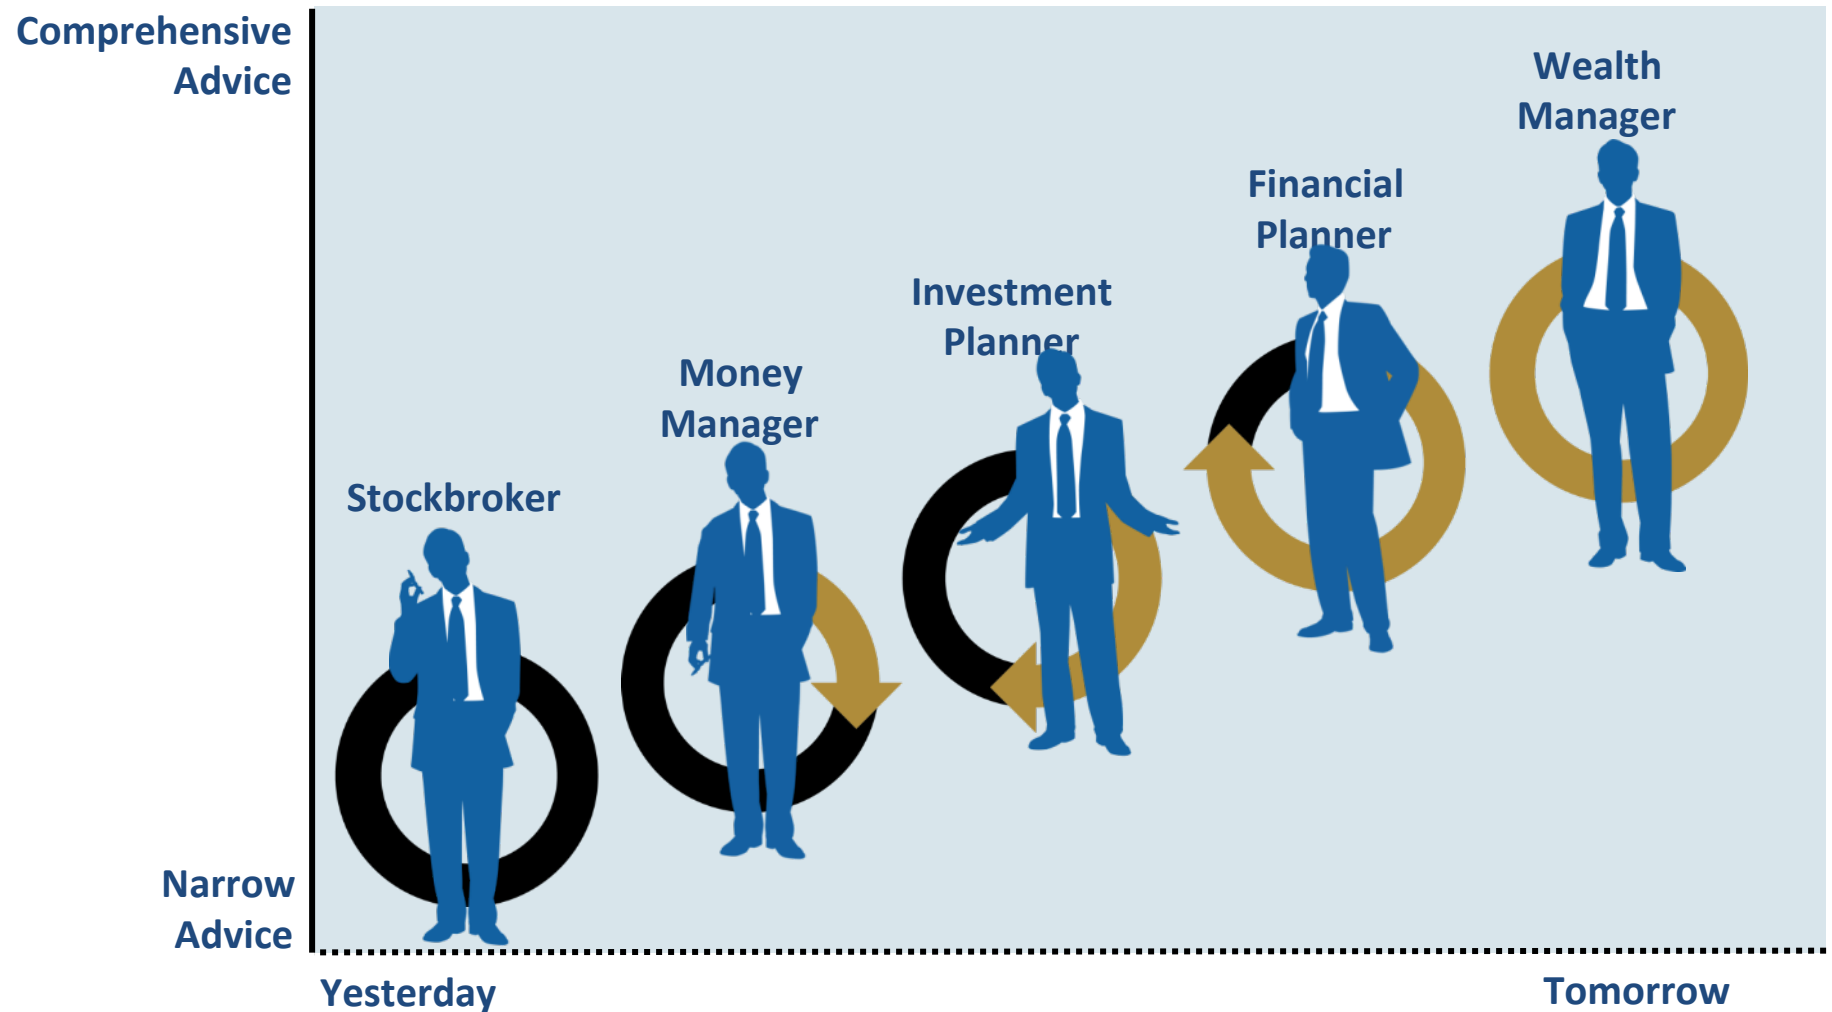 Comprehensive
Advice
Wealth
Manager
Financial
Planner
Investment
Planner
Money
Manager
Stockbroker
Narrow
Advice
Yesterday
Tomorrow